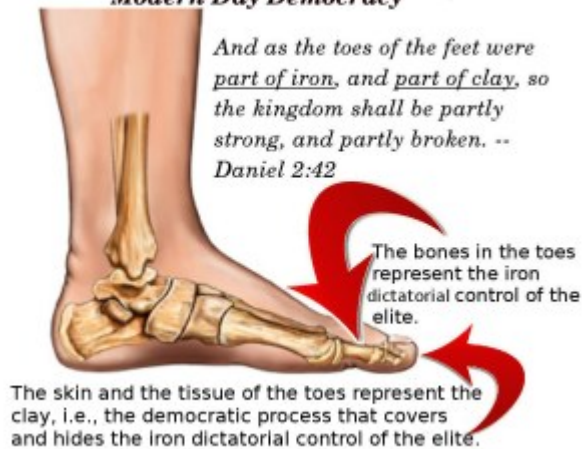 Modern Day Democracy
And as the toes of the feet were
part of iron, and part of clay, so
the kingdom shall be partly
strong, and partly broken. --
Daniel 2:42
The bones in the toes
represent the iron
dictatorial control of the
elite.
The skin and the tissue of the toes represent the
clay, i.e., the democratic process that covers
and hides the iron dictatorial control of the elite.